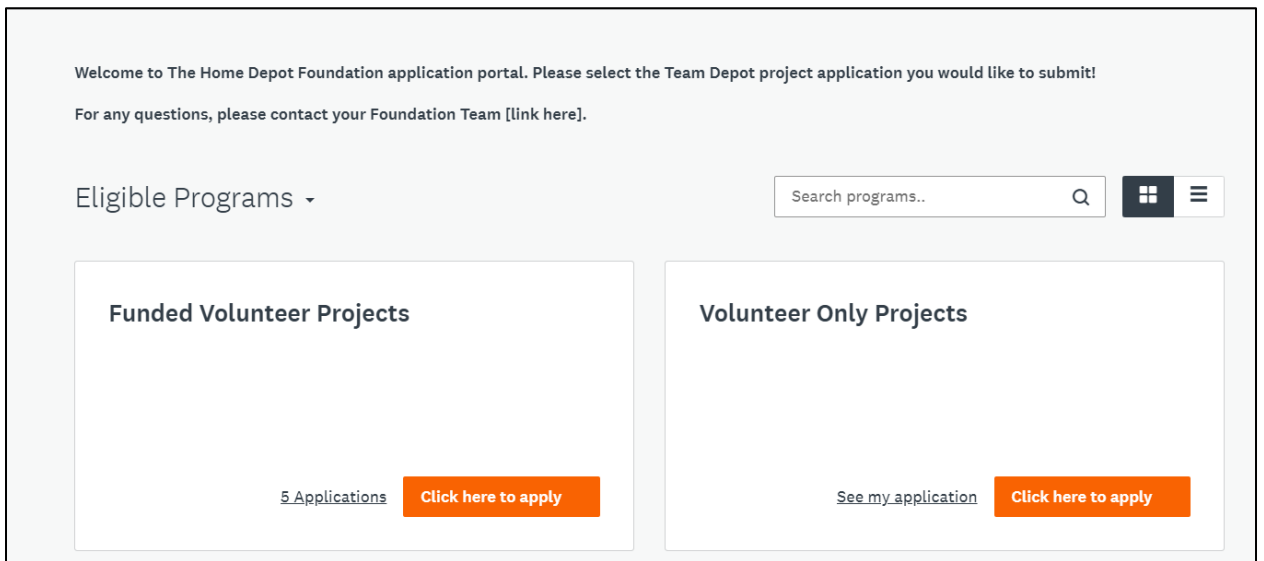 Welcome to The Home Depot Foundation application portal. Please select the Team Depot project application you would like to submit!
For any questions, please contact your Foundation Team [link here].
Eligible Programs
Search programs..
Funded Volunteer Projects
Volunteer Only Projects
5 Applications
Click here to apply
See my application
Click here to apply